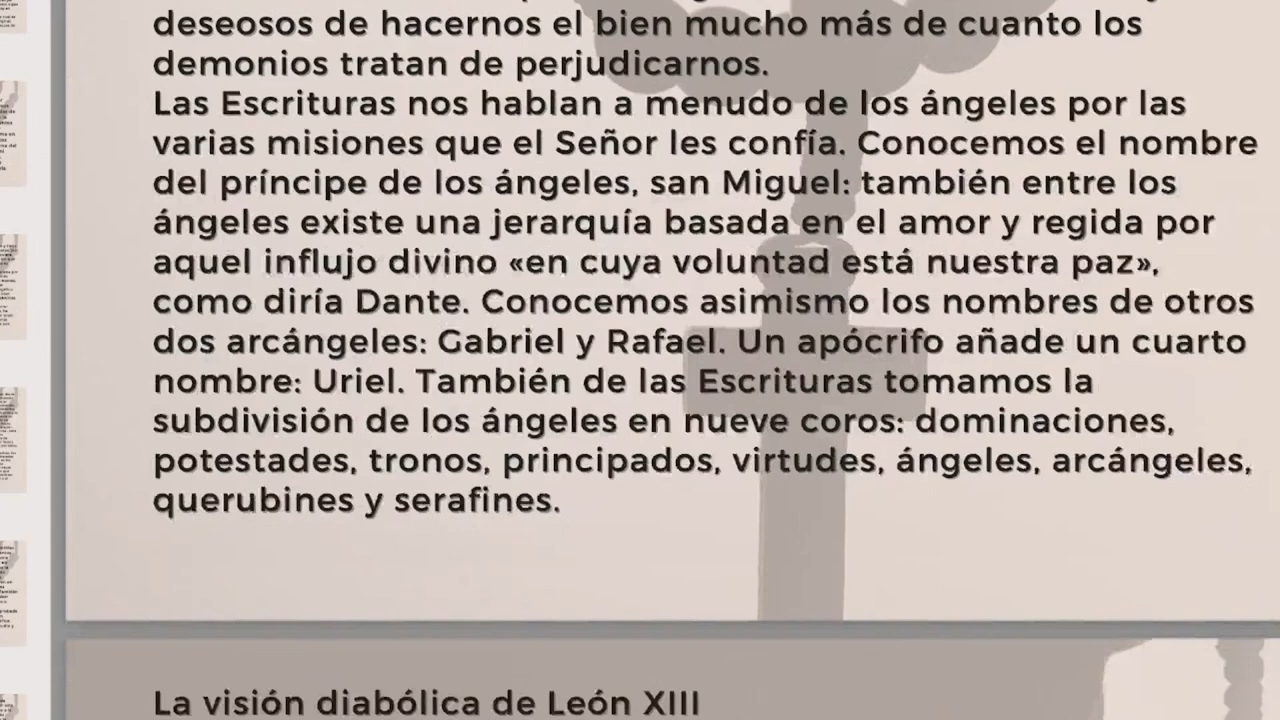 deseosos de hacernos el bien mucho más de cuanto los
demonios tratan de perjudicarnos.
Las Escrituras nos hablan a menudo de los ángeles por las
varias misiones que el Señor les confía. Conocemos el nombre
del príncipe de los ángeles, san Miguel: también entre los
ángeles existe una jerarquía basada en el amor y regida por
aquel influjo divino «en cuya voluntad está nuestra paz»,
como diría Dante. Conocemos asimismo los nombres de otros
dos arcángeles: Gabriel y Rafael. Un apócrifo añade un cuarto
nombre: Uriel. También de las Escrituras tomamos la
subdivisión de los ángeles en nueve coros: dominaciones,
potestades, tronos, principados, virtudes, ángeles, arcángeles,
querubines y serafines.
La visión diabólica de León XIII